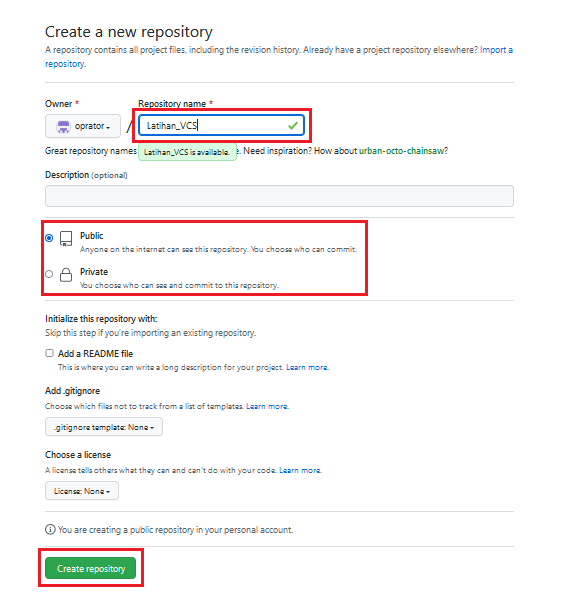 Create a new repository
A repository contains all project files, including the revision history. Already have a project repository elsewhere? Import a
repository.
Owner *
Repository name *
oprator
/
Latihan_VCS
Great repository names
Latihan_VCS is available.
e. Need inspiration? How about urban-octo-chainsaw?
Description (optional)
Public
Anyone on the internet can see this repository. You choose who can commit.
Private
You choose who can see and commit to this repository.
Initialize this repository with:
Skip this step if you're importing an existing repository.
Add a README file
This is where you can write a long description for your project. Learn more.
Add .gitignore
Choose which files not to track from a list of templates. Learn more.
.gitignore template: None
Choose a license
A license tells others what they can and can't do with your code. Learn more.
License: None
You are creating a public repository in your personal account.
Create repository